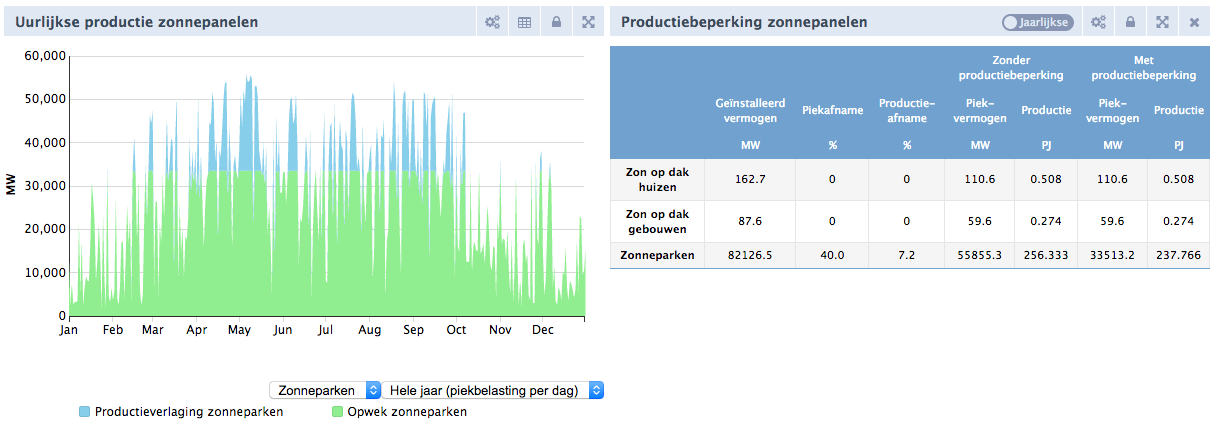 Uurlijkse productie zonnepanelen
60,000
50,000
40,000
30,000
20,000
10,000
0
MW
Jan Feb Mar Apr May Jun Jul Aug Sep Oct Nov Dec
Zonneparken
Hele jaar (piekbelasting per dag)
Productieverlaging zonneparken
Opwek zonneparken
Productiebeperking zonnepanelen
Jaarlijkse
Zonder
productiebeperking
Met
productiebeperking
Geïnstalleerd
vermogen
Piekafname
Productie-
afname
Piek-
vermogen
Productie
Piek-
vermogen
Productie
MW % % MW PJ MW PJ
Zon op dak
huizen
162.7 0 0 110.6 0.508 110.6 0.508
Zon op dak
gebouwen
87.6 0 0 59.6 0.274 59.6 0.274
Zonneparken 82126.5 40.0 7.2 55855.3 256.333 33513.2 237.766